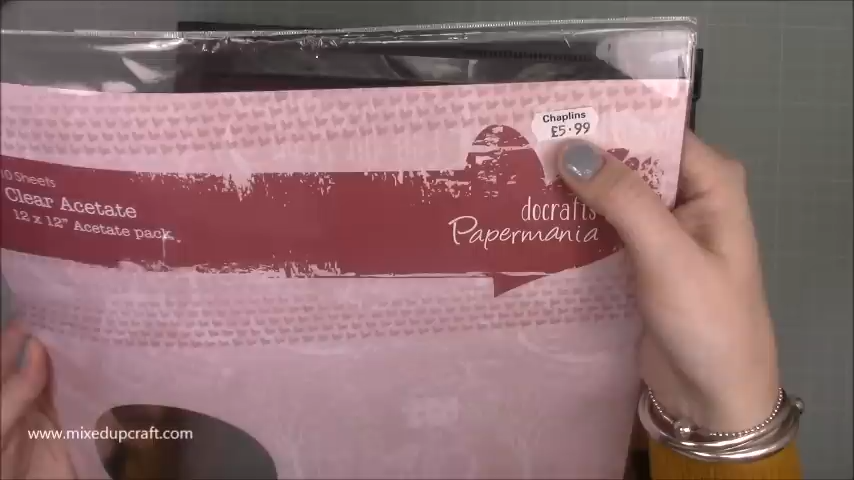 Chaplins
£5.99
10 Sheets
Clear Acetate
12 x 12" Acetate pack.
docrafts
Papermania
www.mixedupcraft.com